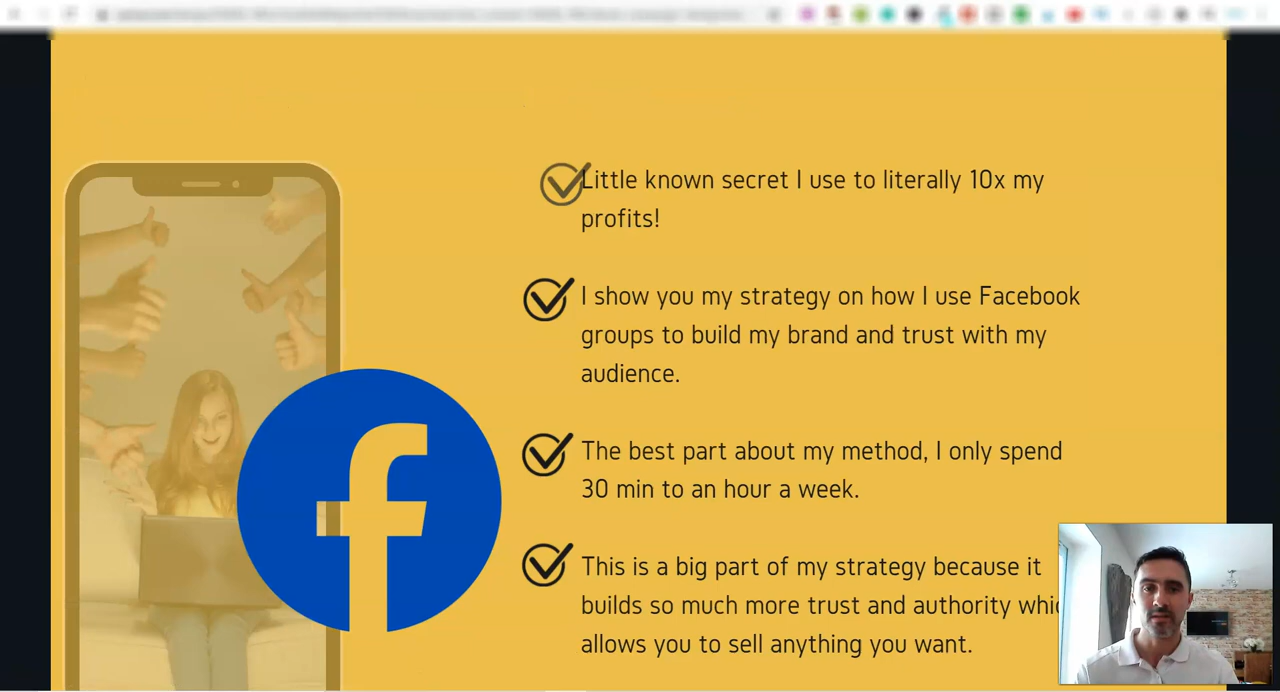 Little known secret I use to literally 10x my
profits!
I show you my strategy on how I use Facebook
groups to build my brand and trust with my
audience.
The best part about my method, I only spend
30 min to an hour a week.
This is a big part of my strategy because it
builds so much more trust and authority
allows you to sell anything you want.